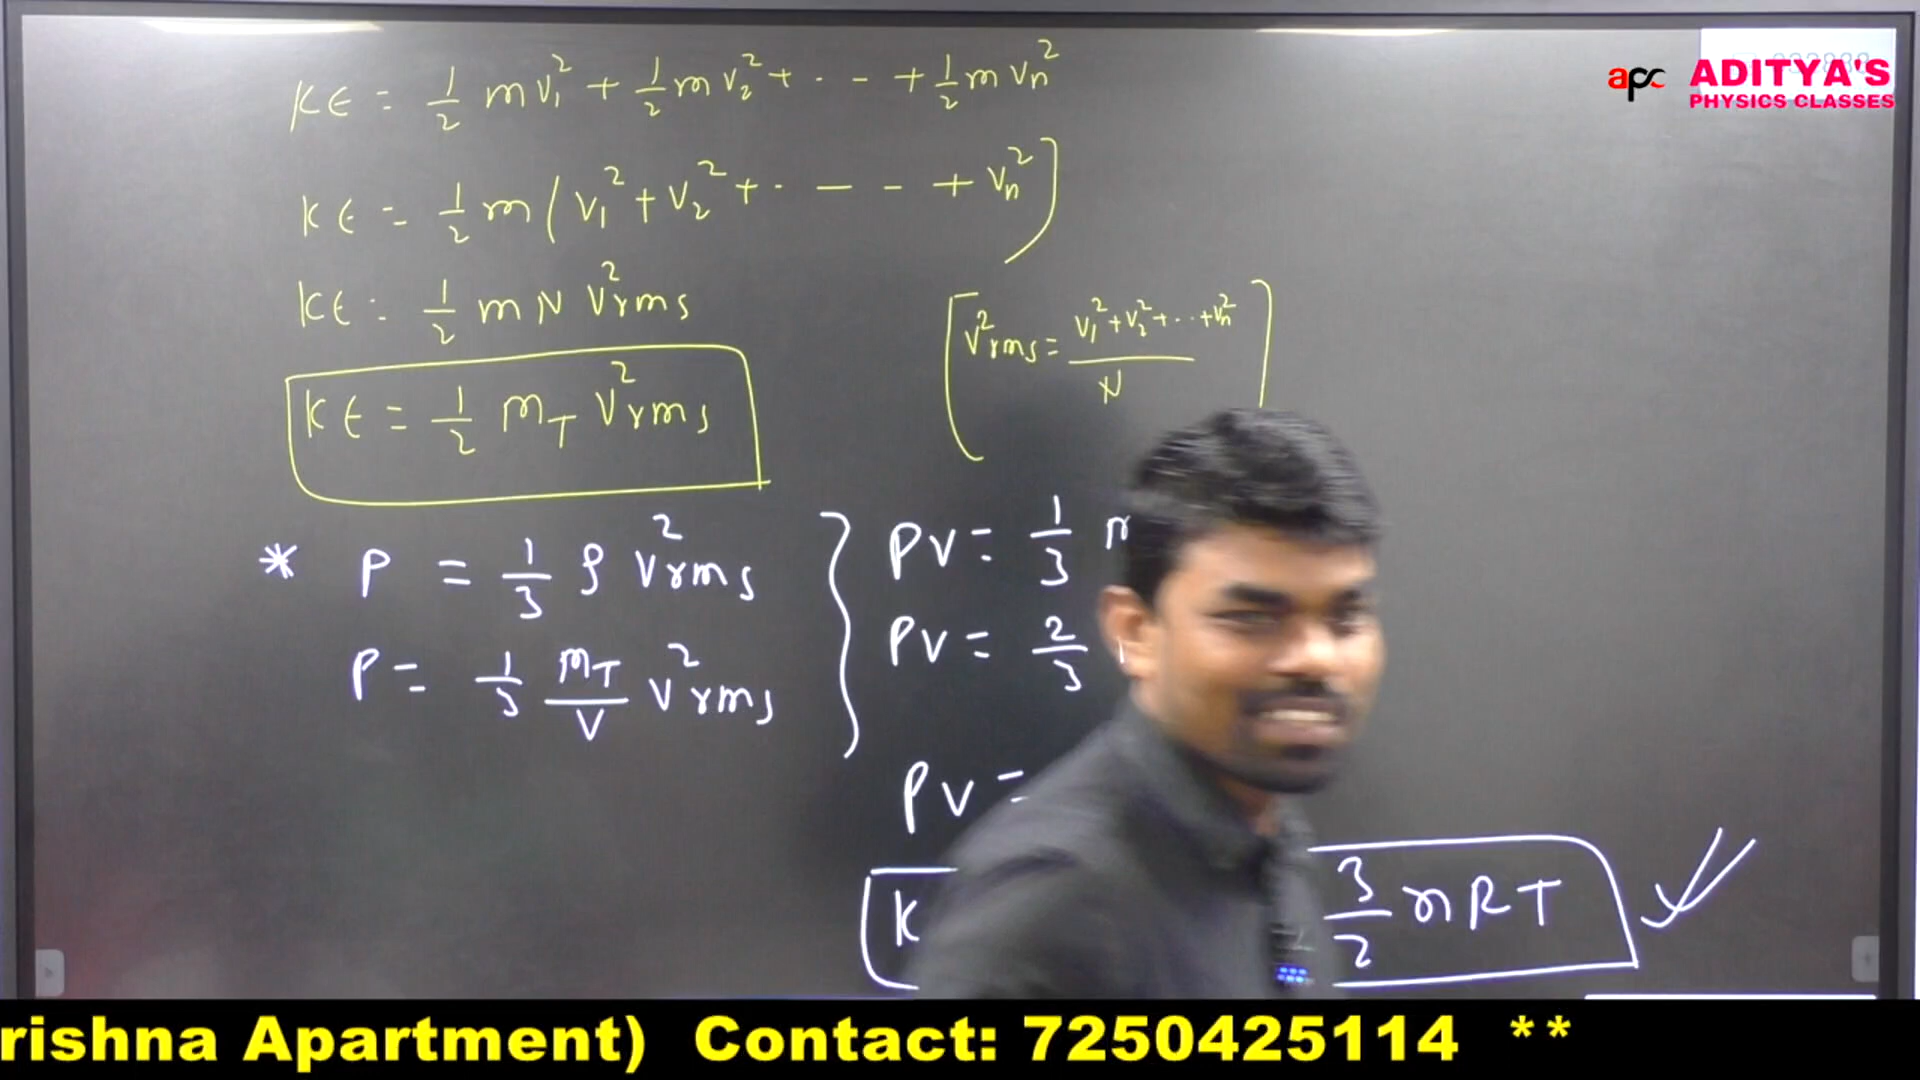 KE = 1/2 mv₁² + 1/2 mv₂² + · - - + 1/2 m vn²
KE = 1/2 m (v₁² + v₂² + · - - + vn²)
KE = 1/2 m N V²rms
[V²rms = (v₁² + v₂² + ··· + vn²)/N
KE = 1/2 MT V²rms
* P = 1/3 ρ V²rms
P = 1/3 MT/V V²rms
PV = 1/3
PV = 2/3
PV =
K
3/2 nRT
apc ADITYA'S
PHYSICS CLASSES
rishna Apartment) Contact: 7250425114 **